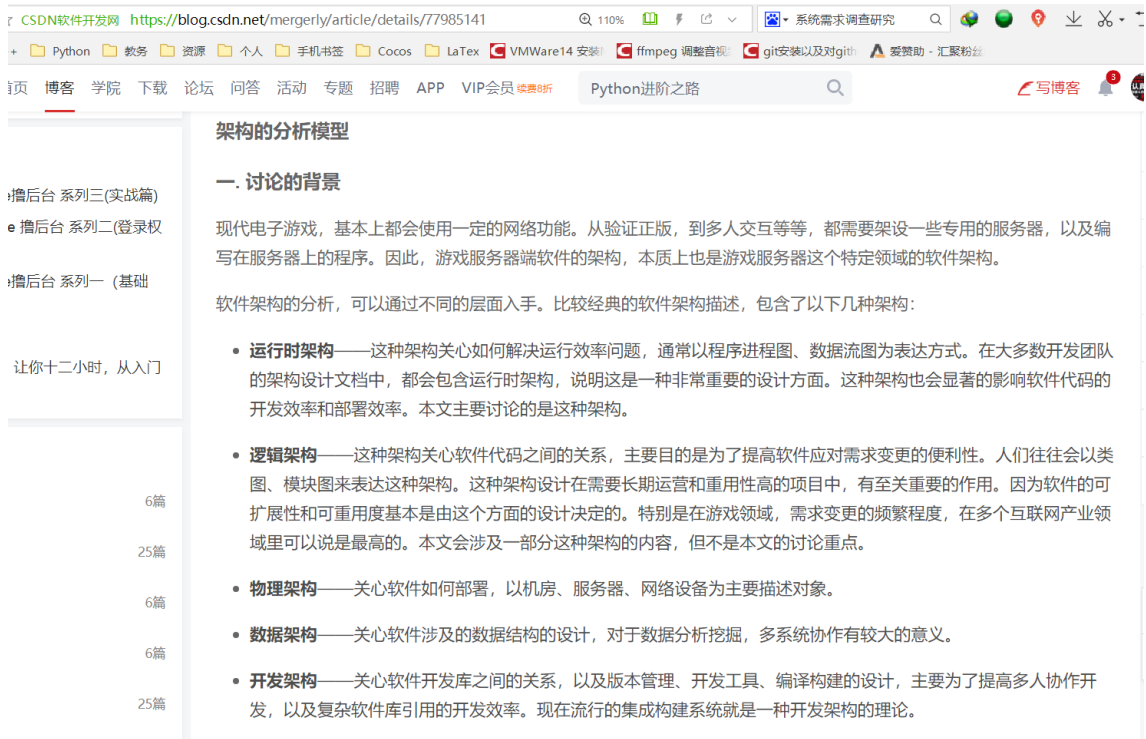 CSDN软件开发网 https://blog.csdn.net/mergerly/article/details/77985141 110% 系统需求调查研究
+ Python 教务 资源 个人 手机书签 Cocos LaTex VMWare14 安装 ffmpeg 调整音视 git安装以及对gith 爱赞助 - 汇聚粉丝
首页 博客 学院 下载 论坛 问答 活动 专题 招聘 APP VIP会员 续费8折 Python进阶之路 写博客 3
架构的分析模型
一. 讨论的背景
e撸后台 系列三(实战篇)
e 撸后台 系列二(登录权
e撸后台 系列一（基础
让你十二小时，从入门
6篇
25篇
6篇
6篇
25篇
现代电子游戏，基本上都会使用一定的网络功能。从验证正版，到多人交互等等，都需要架设一些专用的服务器，以及编
写在服务器上的程序。因此，游戏服务器端软件的架构，本质上也是游戏服务器这个特定领域的软件架构。
软件架构的分析，可以通过不同的层面入手。比较经典的软件架构描述，包含了以下几种架构：
• 运行时架构——这种架构关心如何解决运行效率问题，通常以程序进程图、数据流图为表达方式。在大多数开发团队
的架构设计文档中，都会包含运行时架构，说明这是一种非常重要的设计方面。这种架构也会显著的影响软件代码的
开发效率和部署效率。本文主要讨论的是这种架构。
• 逻辑架构——这种架构关心软件代码之间的关系，主要目的是为了提高软件应对需求变更的便利性。人们往往会以类
图、模块图来表达这种架构。这种架构设计在需要长期运营和重用性高的项目中，有至关重要的作用。因为软件的可
扩展性和可重用度基本是由这个方面的设计决定的。特别是在游戏领域，需求变更的频繁程度，在多个互联网产业领
域里可以说是最高的。本文会涉及一部分这种架构的内容，但不是本文的讨论重点。
• 物理架构——关心软件如何部署，以机房、服务器、网络设备为主要描述对象。
• 数据架构——关心软件涉及的数据结构的设计，对于数据分析挖掘，多系统协作有较大的意义。
• 开发架构——关心软件开发库之间的关系，以及版本管理、开发工具、编译构建的设计，主要为了提高多人协作开
发，以及复杂软件库引用的开发效率。现在流行的集成构建系统就是一种开发架构的理论。